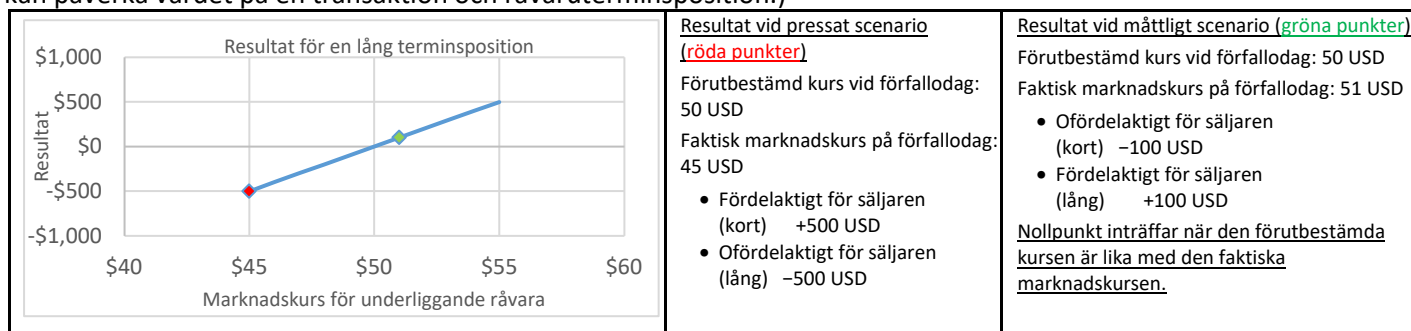 kan påverka värdet på en transaktion och råvaruterminsposition.)
Resultat för en lång terminsposition
$1,000
$500
$0
-$500
-$1,000
Resultat
$40 $45 $50 $55 $60
Marknadskurs för underliggande råvara
Resultat vid pressat scenario
(röda punkter)
Förutbestämd kurs vid förfallodag:
50 USD
Faktisk marknadskurs på förfallodag:
45 USD
• Fördelaktigt för säljaren
(kort) +500 USD
• Ofördelaktigt för säljaren
(lång) −500 USD
Resultat vid måttligt scenario (gröna punkter)
Förutbestämd kurs vid förfallodag: 50 USD
Faktisk marknadskurs på förfallodag: 51 USD
• Ofördelaktigt för säljaren
(kort) −100 USD
• Fördelaktigt för säljaren
(lång) +100 USD
Nollpunkt inträffar när den förutbestämda
kursen är lika med den faktiska
marknadskursen.